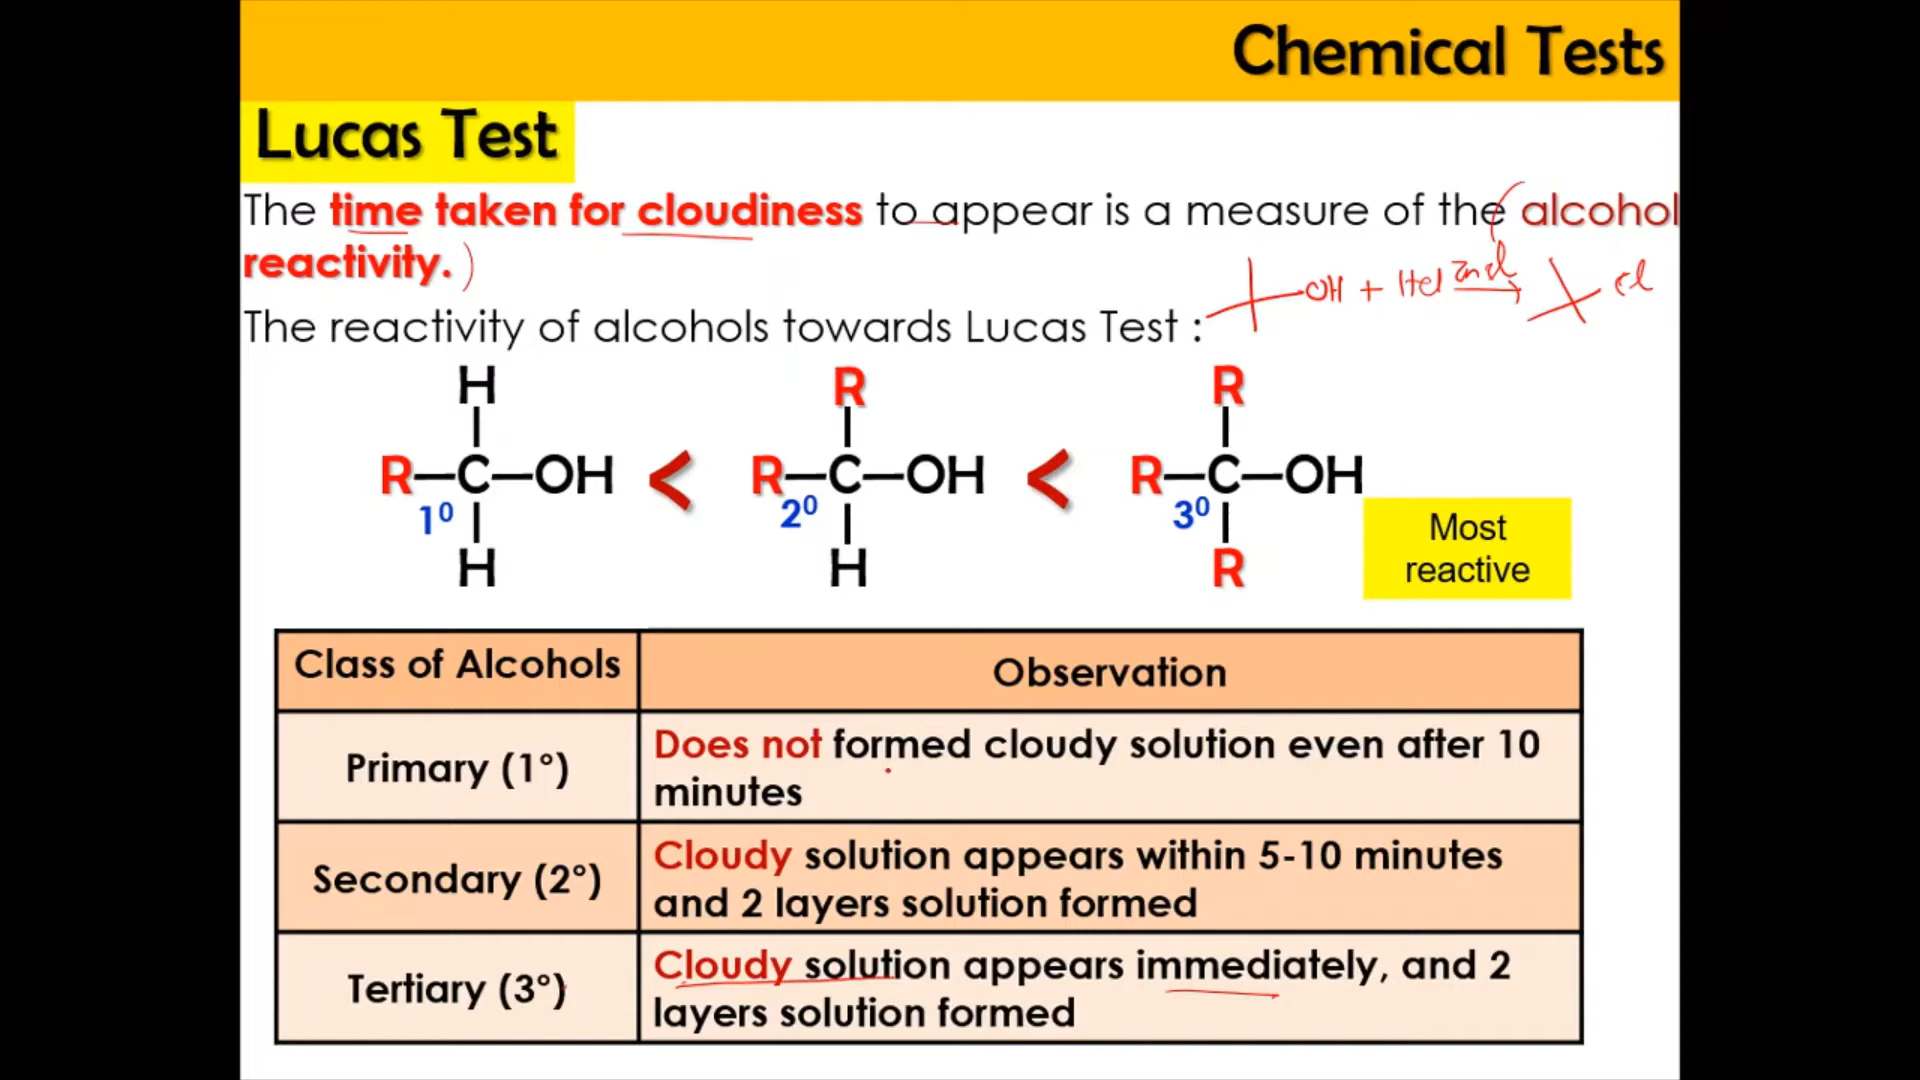 Chemical Tests
Lucas Test
The time taken for cloudiness to appear is a measure of the (alcohol
reactivity.)
OH + HCl ZnCl Cl
The reactivity of alcohols towards Lucas Test :
H R R
R—C—OH < R—C—OH < R—C—OH
1⁰ 2⁰ 3⁰
H H R
Most
reactive
Class of Alcohols Observation
Primary (1°) Does not formed cloudy solution even after 10
minutes
Secondary (2°) Cloudy solution appears within 5-10 minutes
and 2 layers solution formed
Tertiary (3°) Cloudy solution appears immediately, and 2
layers solution formed